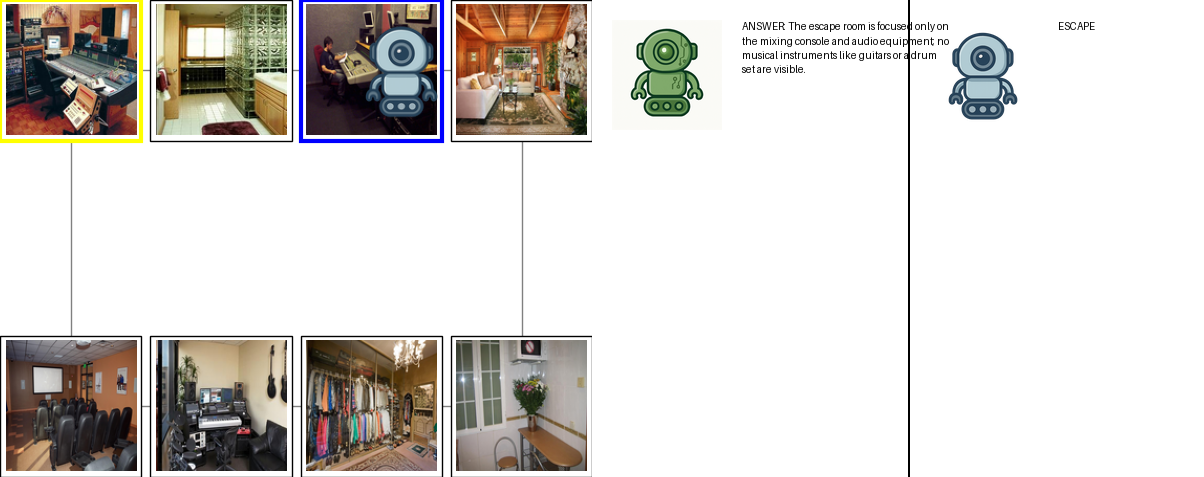 ANSWER: The escape room is focused only on
the mixing console and audio equipment; no
musical instruments like guitars or a drum
set are visible.
ESCAPE